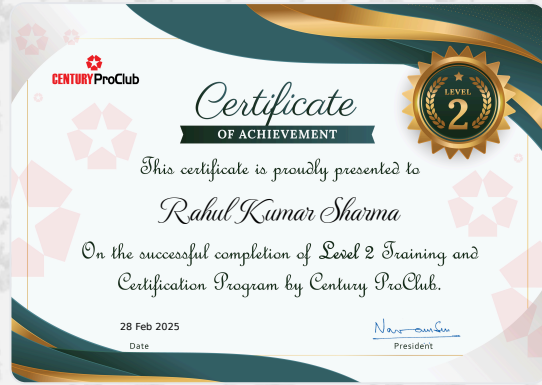 CENTURY ProClub
Certificate
OF ACHIEVEMENT
LEVEL
2
This certificate is proudly presented to
Rahul Kumar Sharma
On the successful completion of Level 2 Training and
Certification Program by Century ProClub.
28 Feb 2025
Date
President